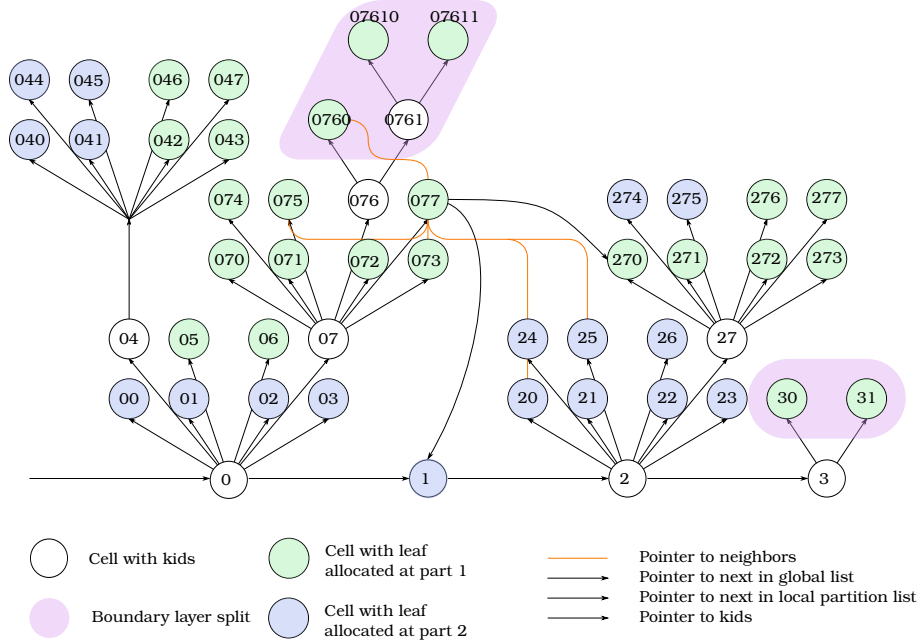 07610 07611
044 045 046 047
0760 0761
040 041 042 043
074 075 076 077 274 275 276 277
070 071 072 073 270 271 272 273
04 05 06 07 24 25 26 27
00 01 02 03 20 21 22 23 30 31
0 1 2 3
Cell with kids
Boundary layer split
Cell with leaf
allocated at part 1
Cell with leaf
allocated at part 2
Pointer to neighbors
Pointer to next in global list
Pointer to next in local partition list
Pointer to kids